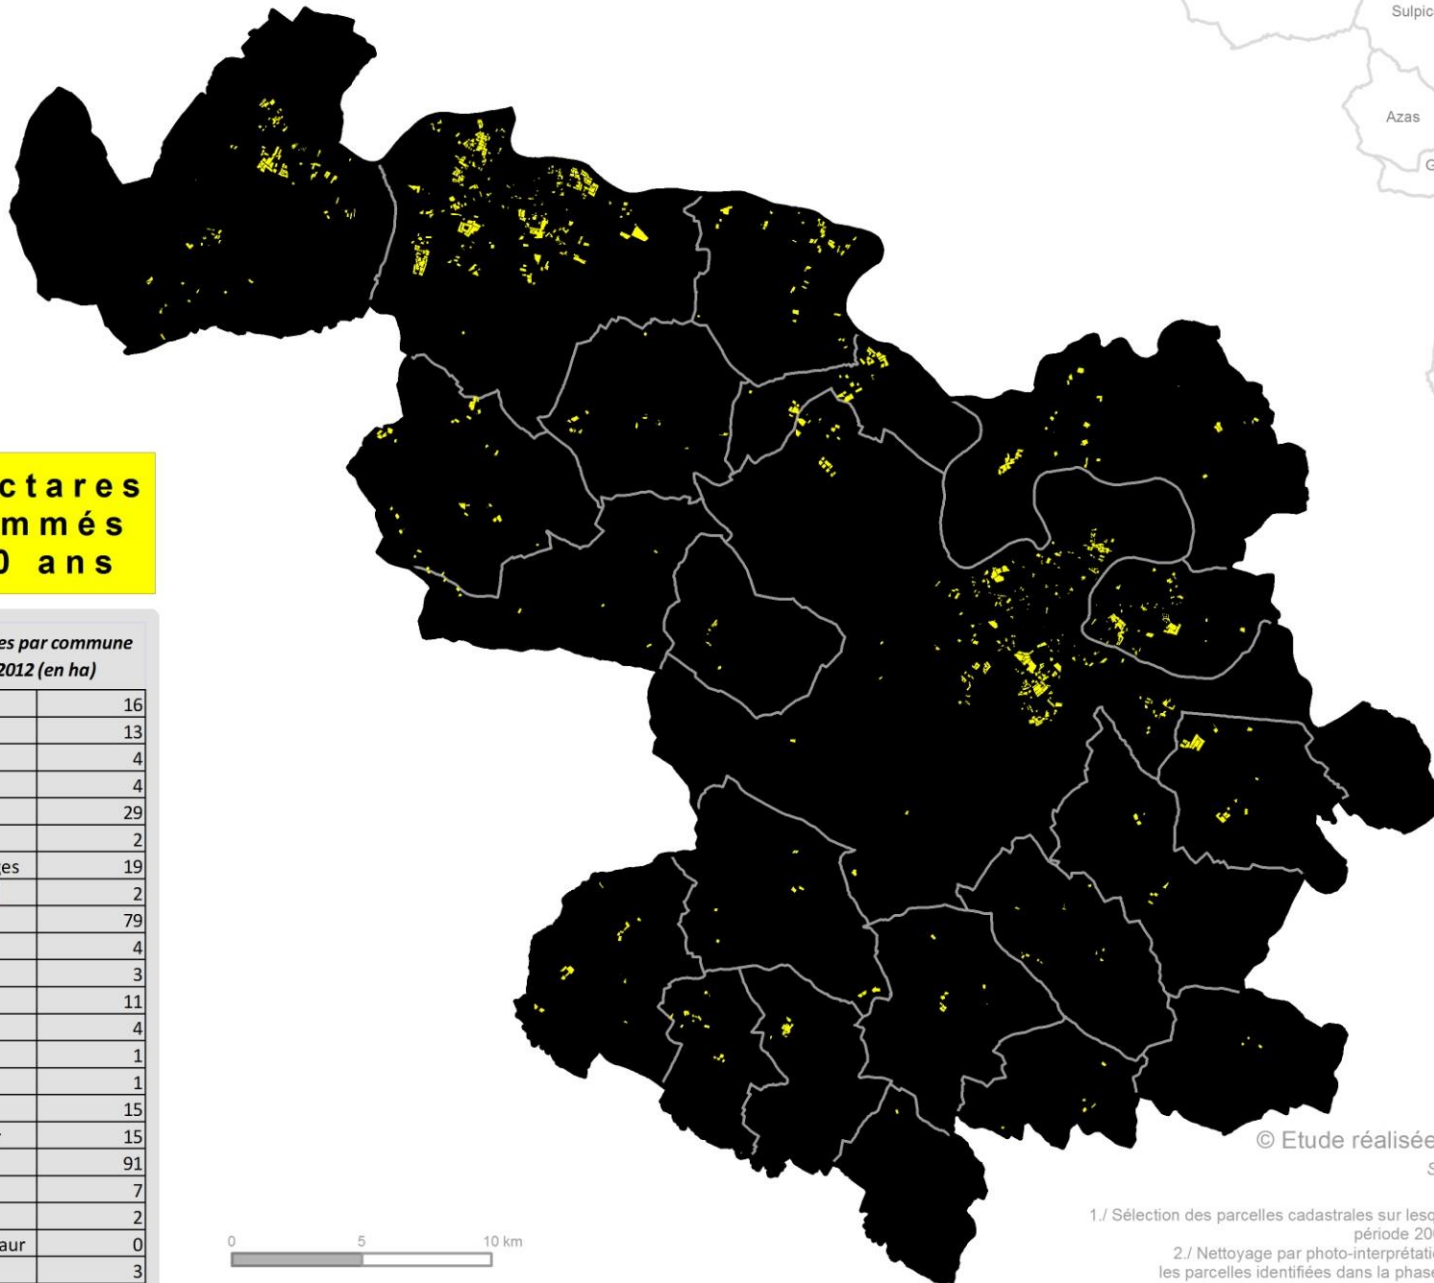 Sulpic
Azas
G
ctares
mmés
0 ans
es par commune
2012 (en ha)
16
13
4
4
29
2
ges 19
2
79
4
3
11
4
1
1
15
15
91
7
2
aur 0
3
0 5 10 km
© Etude réalisée
S
1./ Sélection des parcelles cadastrales sur lesq
période 200
2./ Nettoyage par photo-interprétati
les parcelles identifiées dans la phase